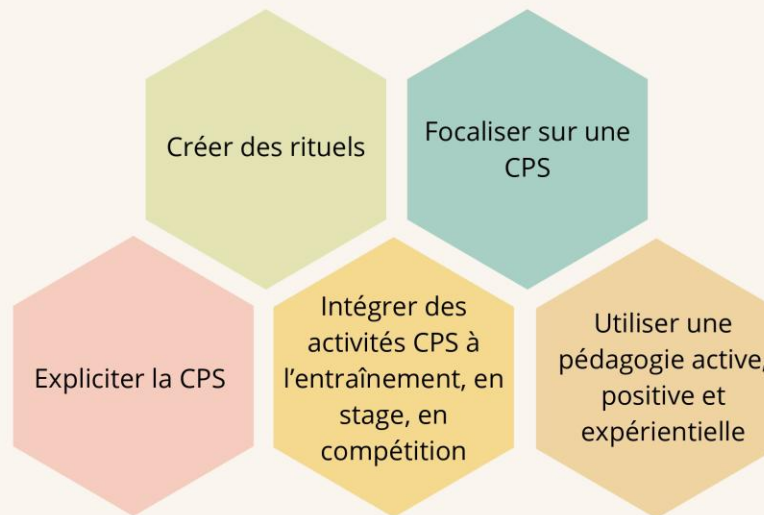 Créer des rituels
Focaliser sur une
CPS
Expliciter la CPS
Intégrer des
activités CPS à
l’entraînement, en
stage, en
compétition
Utiliser une
pédagogie active,
positive et
expérientielle